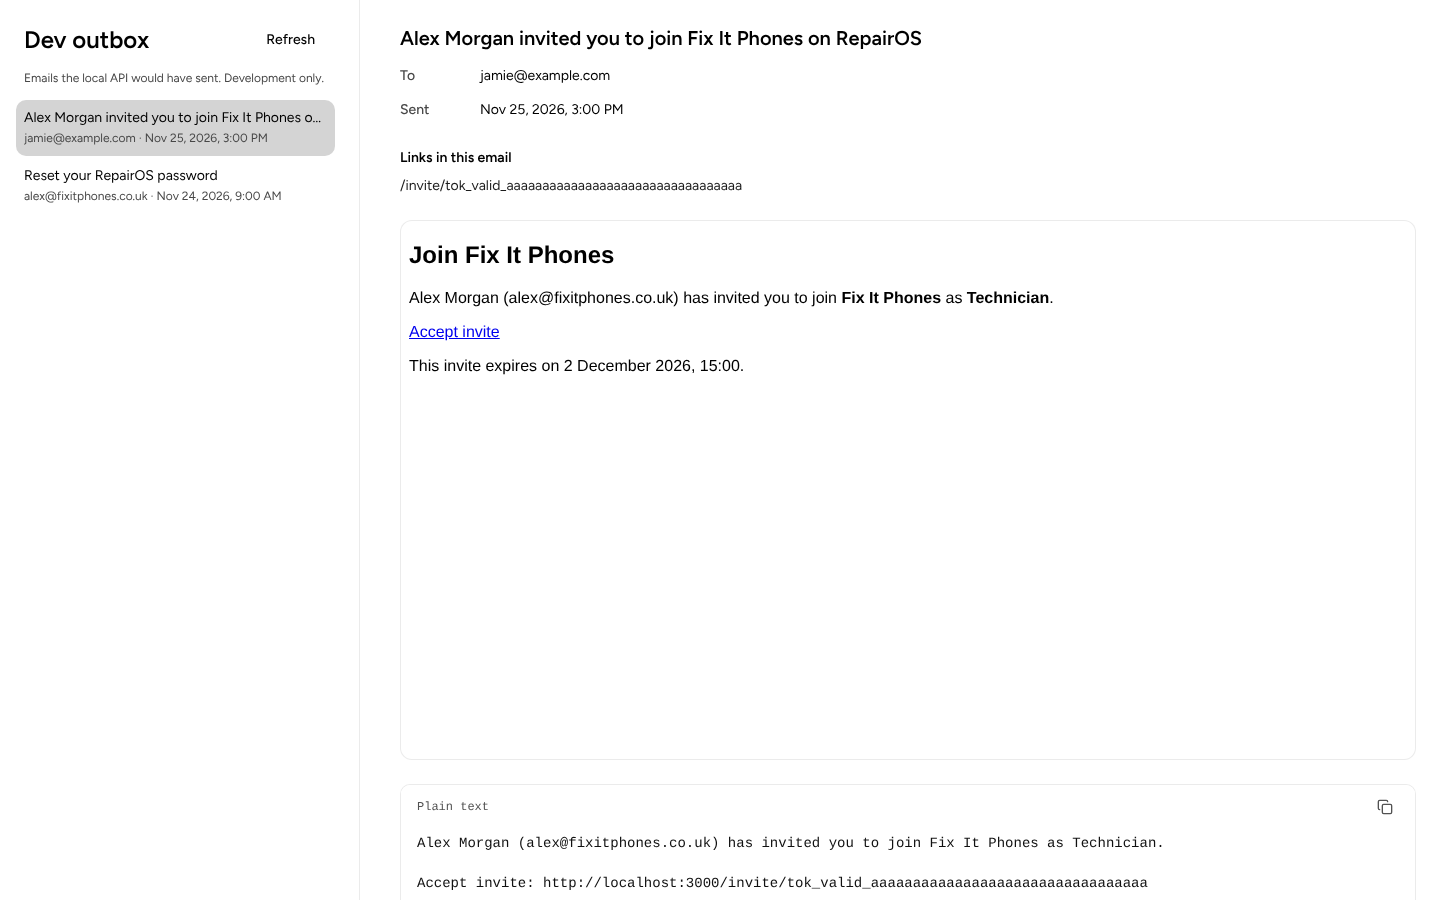 Dev outbox
Refresh
Emails the local API would have sent. Development only.
Alex Morgan invited you to join Fix It Phones o...
jamie@example.com · Nov 25, 2026, 3:00 PM
Reset your RepairOS password
alex@fixitphones.co.uk · Nov 24, 2026, 9:00 AM
Alex Morgan invited you to join Fix It Phones on RepairOS
To jamie@example.com
Sent Nov 25, 2026, 3:00 PM
Links in this email
/invite/tok_valid_aaaaaaaaaaaaaaaaaaaaaaaaaaaaaaaaa
Join Fix It Phones
Alex Morgan (alex@fixitphones.co.uk) has invited you to join Fix It Phones as Technician.
Accept invite
This invite expires on 2 December 2026, 15:00.
Plain text
Alex Morgan (alex@fixitphones.co.uk) has invited you to join Fix It Phones as Technician.
Accept invite: http://localhost:3000/invite/tok_valid_aaaaaaaaaaaaaaaaaaaaaaaaaaaaaaaaa